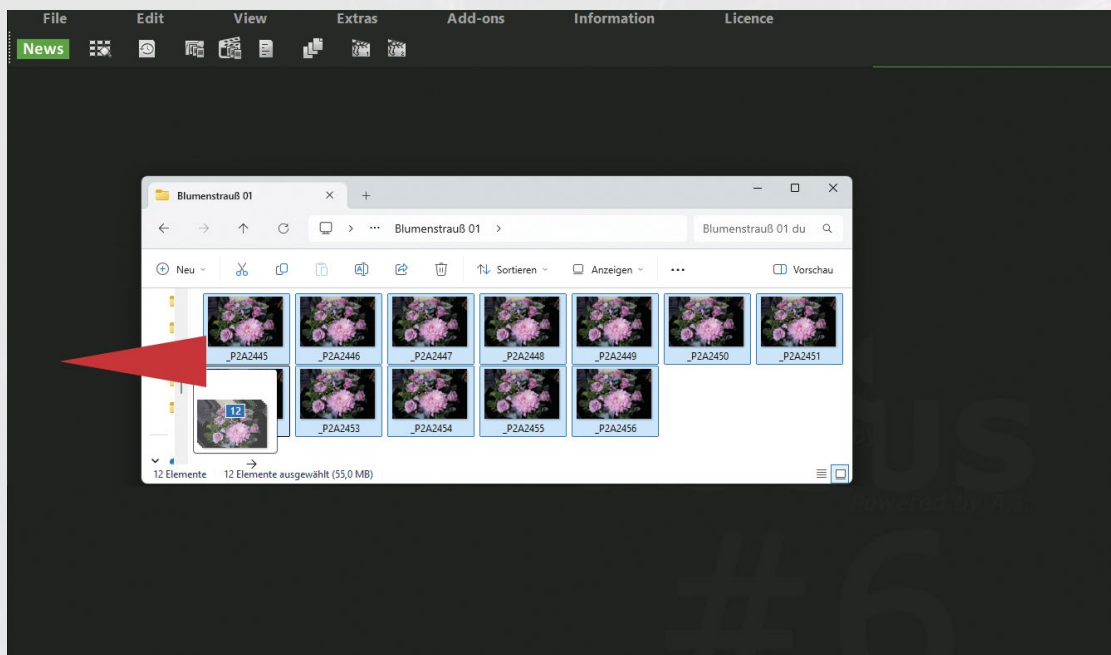 File Edit View Extras Add-ons Information Licence
News
Blumenstrauß 01
Blumenstrauß 01
Blumenstrauß 01 du
Neu Sortieren Anzeigen Vorschau
_P2A2445 _P2A2446 _P2A2447 _P2A2448 _P2A2449 _P2A2450 _P2A2451
12
_P2A2453 _P2A2454 _P2A2455 _P2A2456
12 Elemente 12 Elemente ausgewählt (55,0 MB)
#6